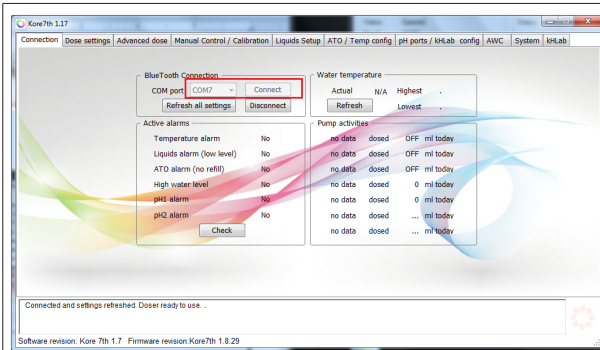 Kore7th 1.17
Connection Dose settings Advanced dose Manual Control / Calibration Liquids Setup ATO / Temp config pH ports / kHLab config AWC System kHLab
BlueTooth Connection
COM port COM7 Connect
Refresh all settings Disconnect
Water temperature
Actual N/A Highest .
Refresh Lowest .
Active alarms
Temperature alarm No
Liquids alarm (low level) No
ATO alarm (no refill) No
High water level No
pH1 alarm No
pH2 alarm No
Check
Pump activities
no data dosed OFF ml today
no data dosed OFF ml today
no data dosed OFF ml today
no data dosed 0 ml today
no data dosed 0 ml today
no data dosed ... ml today
no data dosed ... ml today
Connected and settings refreshed. Doser ready to use. ..
Software revision: Kore 7th 1.7 Firmware revision:Kore7th 1.8.29